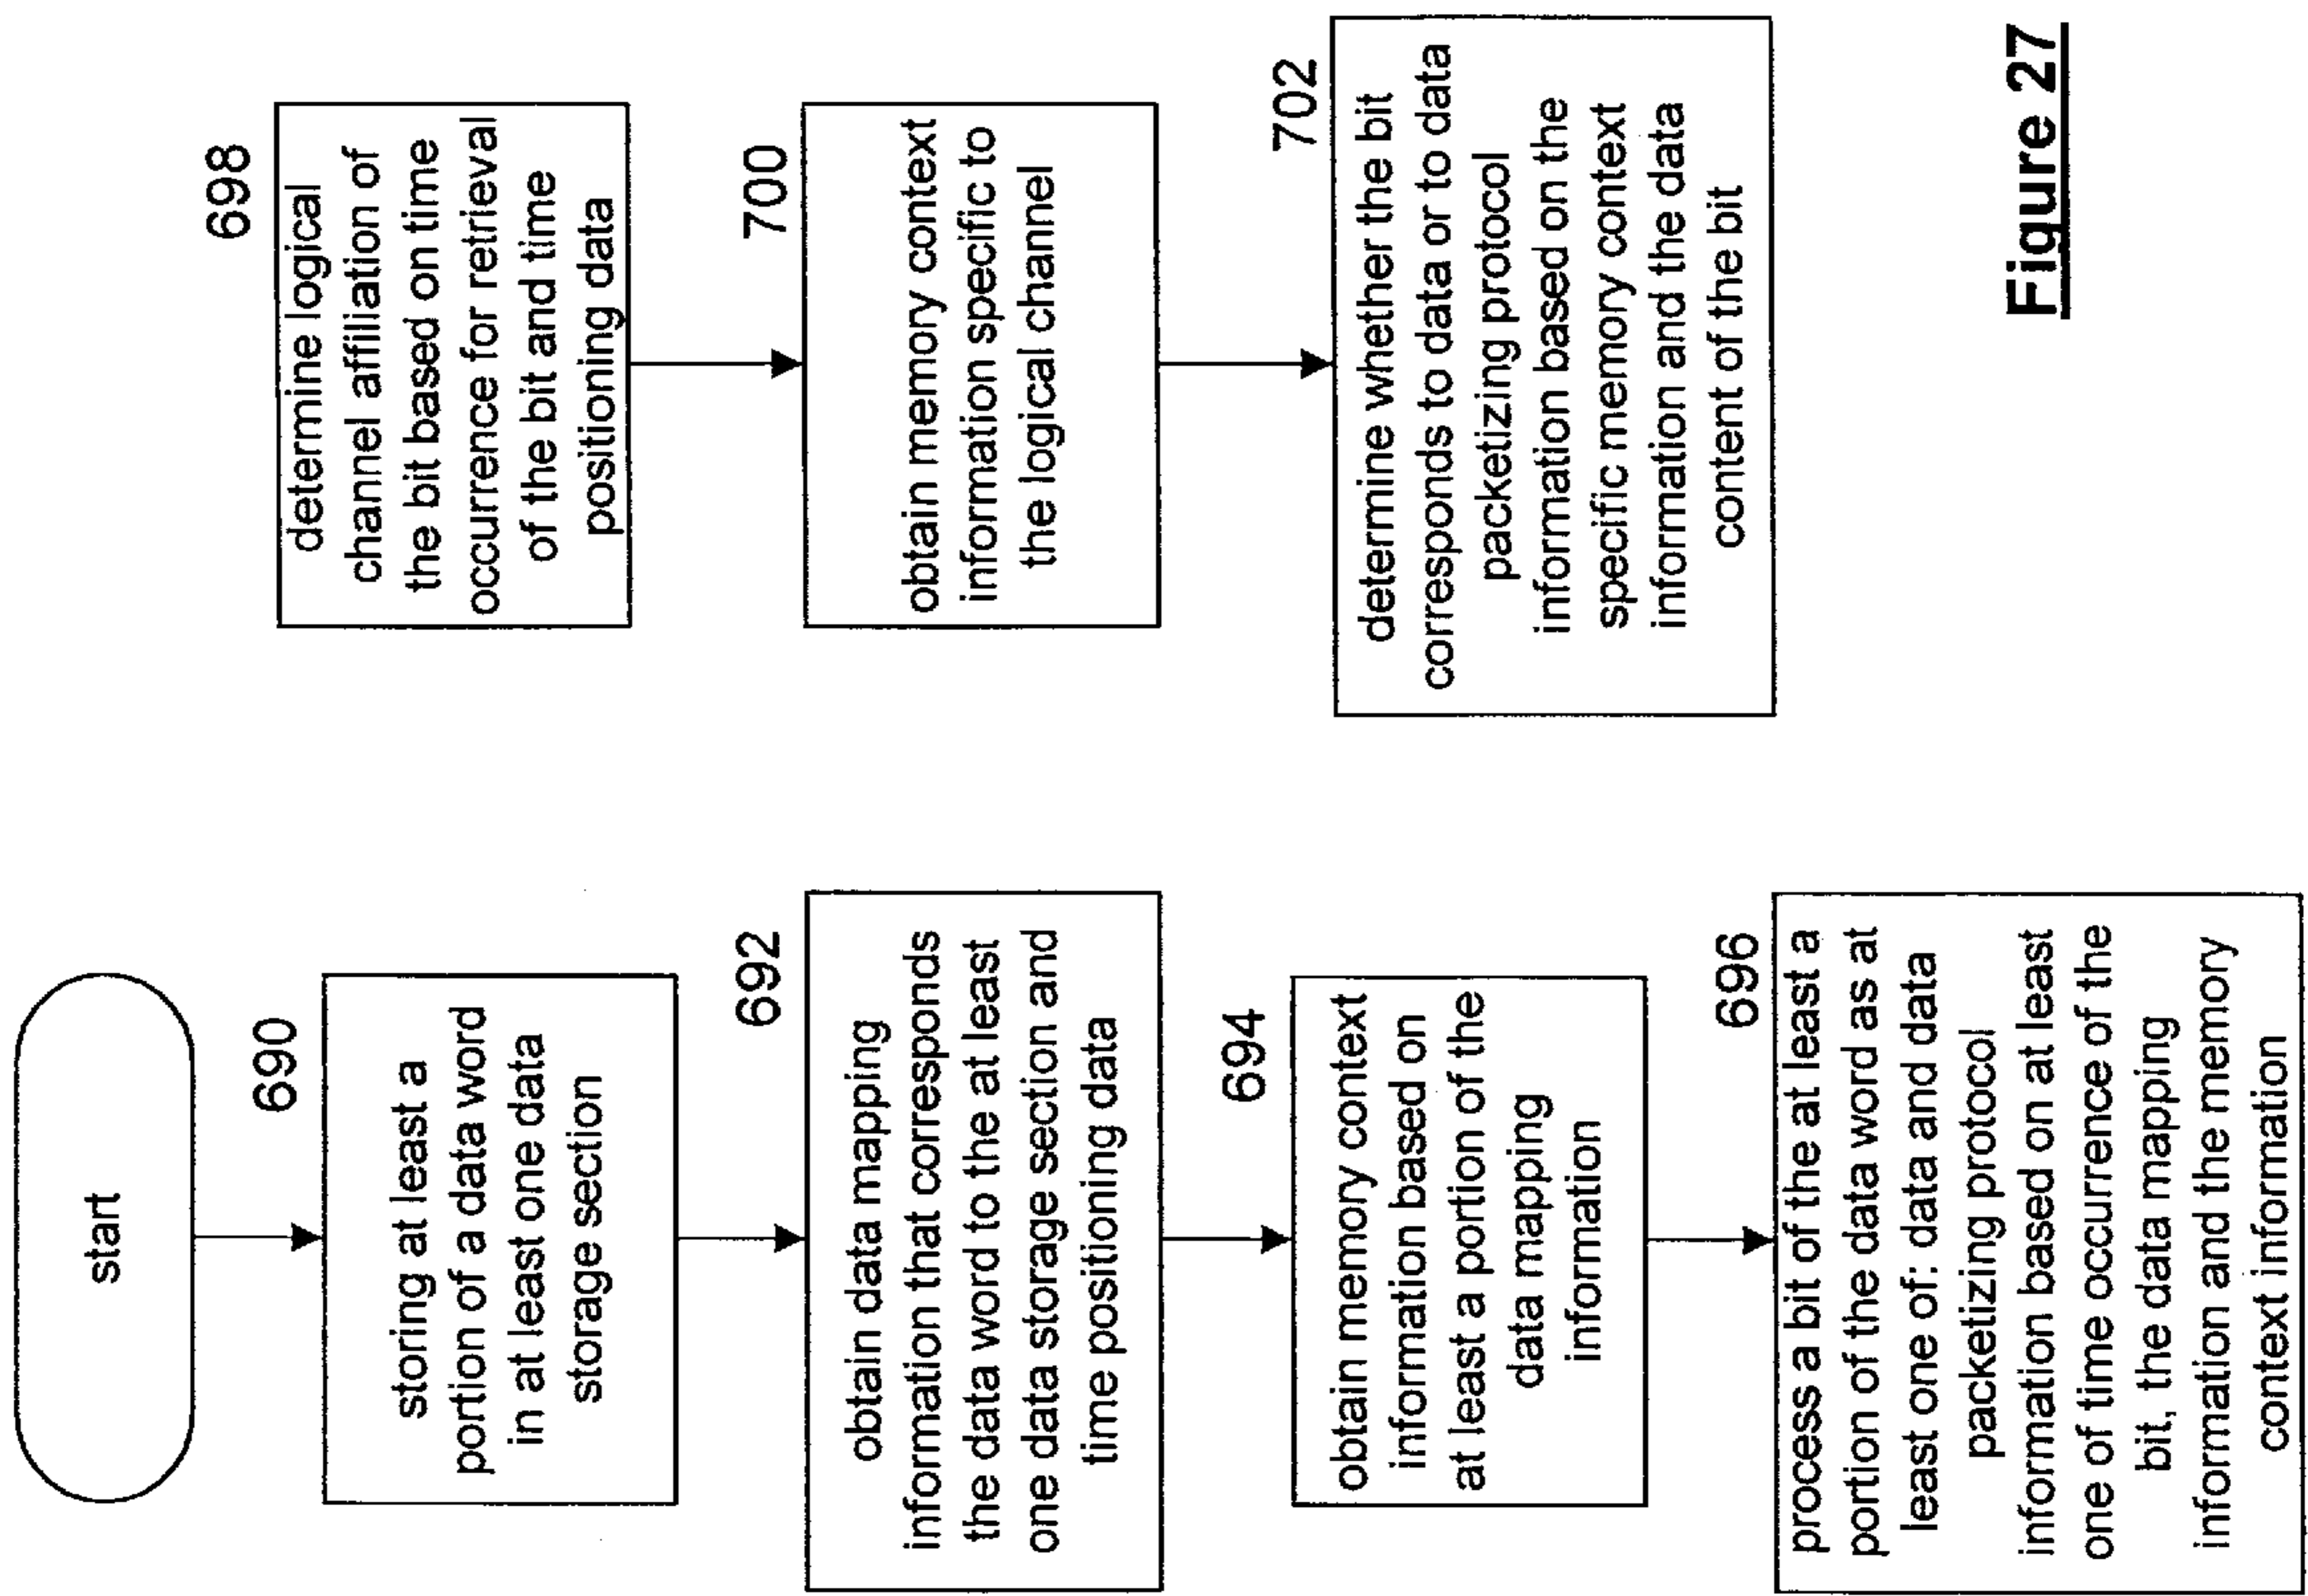 start
690
storing at least a
portion of a data word
in at least one data
storage section
692
obtain data mapping
information that corresponds
the data word to the at least
one data storage section and
time positioning data
694
obtain memory context
information based on
at least a portion of the
data mapping
information
696
process a bit of the at least a
portion of the data word as at
least one of: data and data
packetizing protocol
information based on at least
one of time occurrence of the
bit, the data mapping
information and the memory
context information
698
determine logical
channel affiliation of
the bit based on time
occurrence for retrieval
of the bit and time
positioning data
700
obtain memory context
information specific to
the logical channel
702
determine whether the bit
corresponds to data or to data
packetizing protocol
information based on the
specific memory context
information and the data
content of the bit
Figure 27